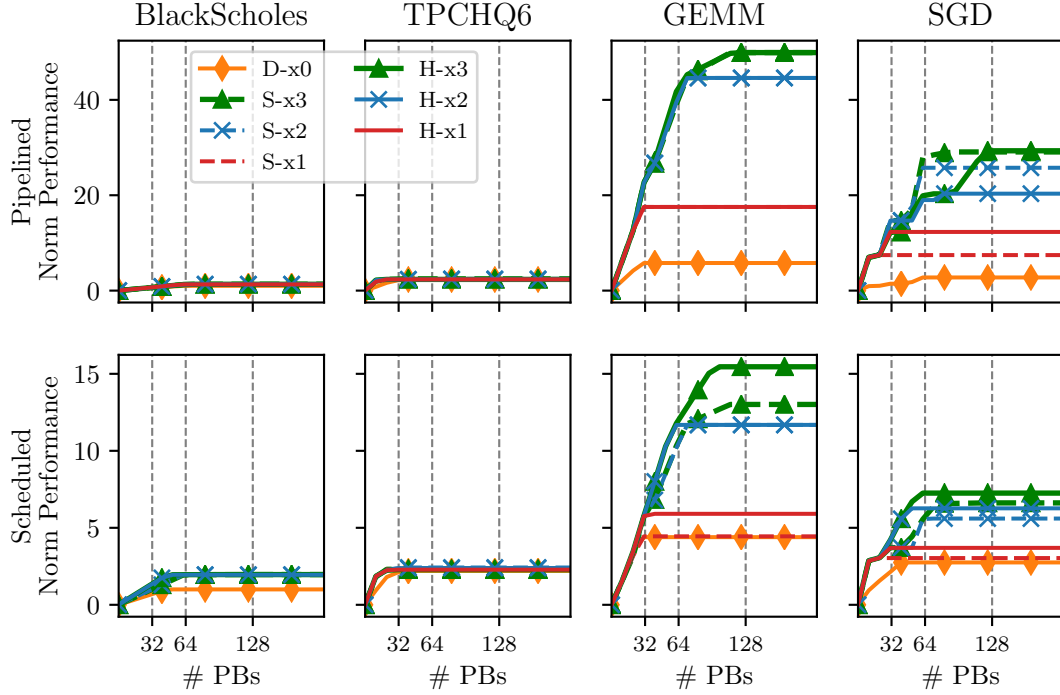 BlackScholes
TPCHQ6
GEMM
SGD
Pipelined
Norm Performance
40
20
0
D-x0
S-x3
S-x2
S-x1
H-x3
H-x2
H-x1
Scheduled
Norm Performance
15
10
5
0
32 64 128
32 64 128
32 64 128
32 64 128
# PBs
# PBs
# PBs
# PBs